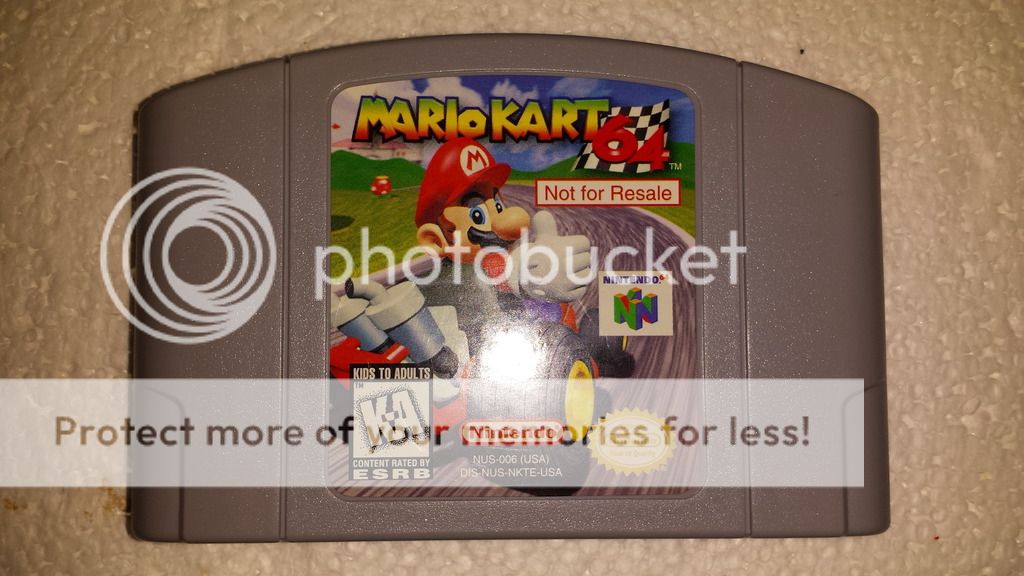 MARIO KART 64 TM
M
Not for Resale
photobucket
NINTENDO 64
KIDS TO ADULTS
TM
K-A
Protect more of your memories for less!
Nintendo
CONTENT RATED BY
ESRB
NUS-006 (USA)
DIS-NUS-NKTE-USA